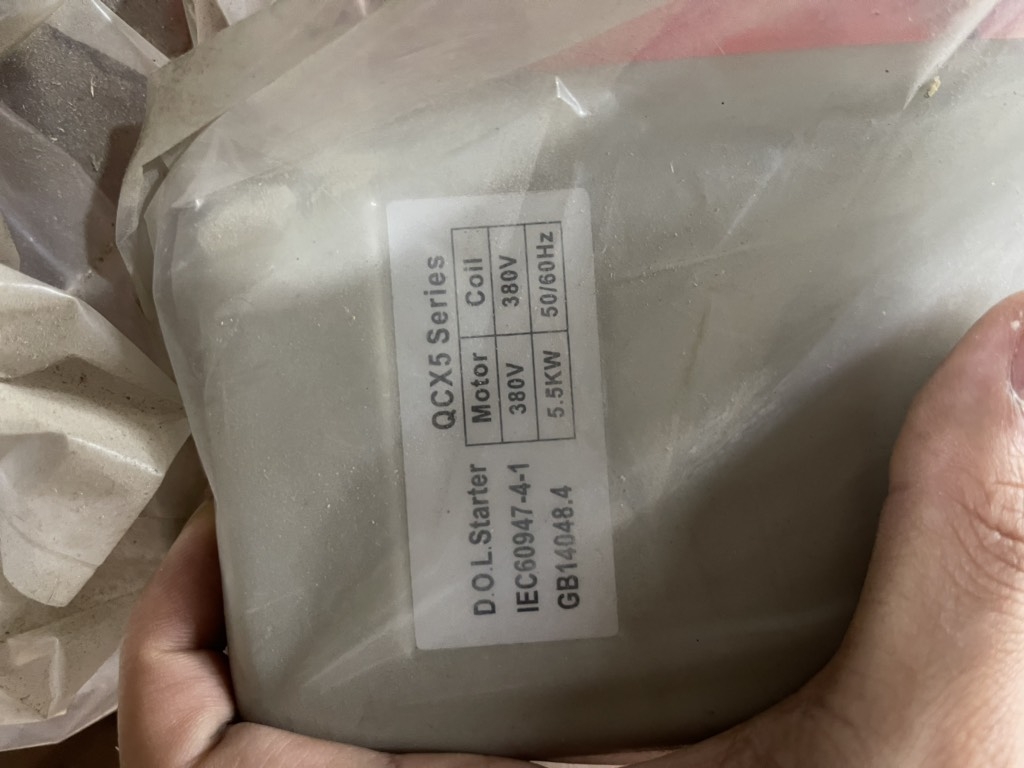 QCX5 Series
D.O.L.Starter
IEC60947-4-1
GB14048.4
Motor Coil
380V 380V
5.5KW 50/60Hz